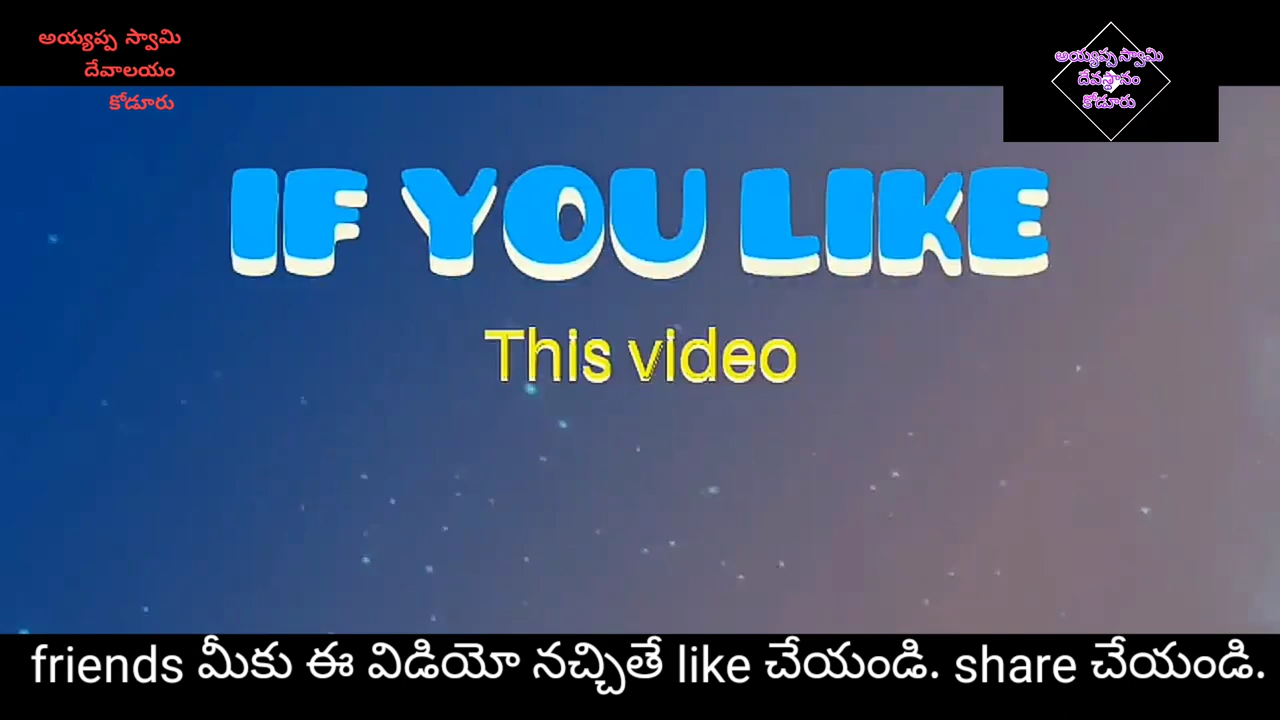 అయ్యప్ప స్వామి
దేవాలయం
కోడూరు
అయ్యప్ప స్వామి
దేవస్థానం
కోడూరు
IF YOU LIKE
This video
friends మీకు ఈ విడియో నచ్చితే like చేయండి. share చేయండి.